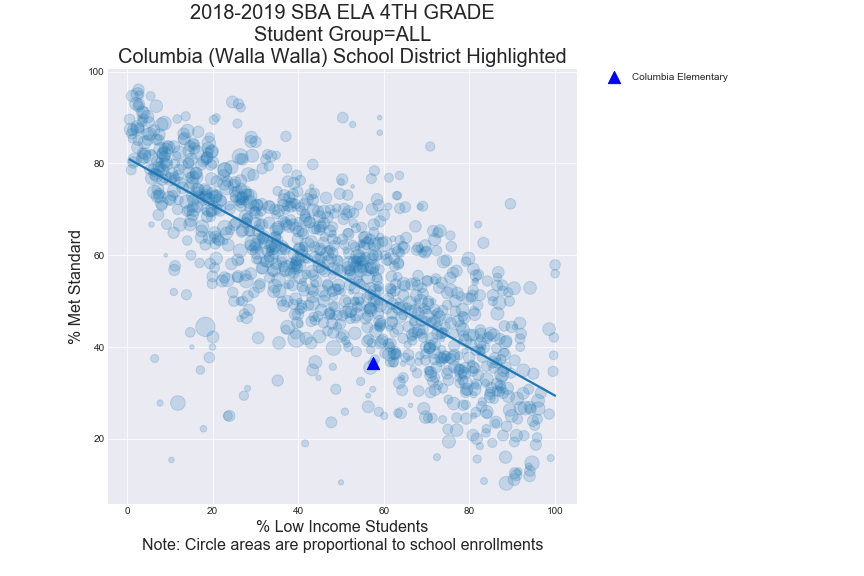 2018-2019 SBA ELA 4TH GRADE
Student Group=ALL
Columbia (Walla Walla) School District Highlighted
Columbia Elementary
% Met Standard
100
80
60
40
20
0 20 40 60 80 100
% Low Income Students
Note: Circle areas are proportional to school enrollments